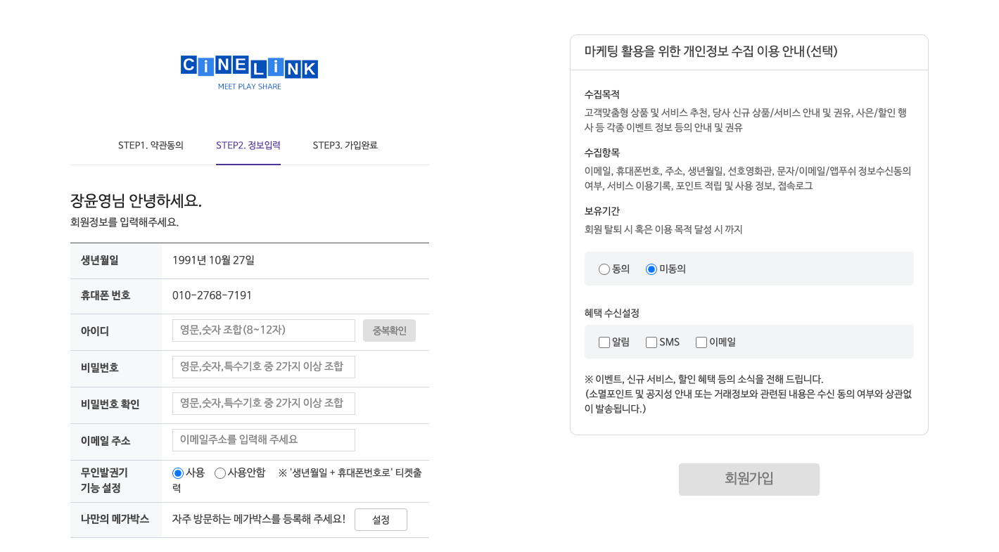 CiNELiNK
MEET PLAY SHARE
STEP1. 약관동의 STEP2. 정보입력 STEP3. 가입완료
장윤영님 안녕하세요.
회원정보를 입력해주세요.
생년월일 1991년 10월 27일
휴대폰 번호 010-2768-7191
아이디 영문,숫자 조합(8~12자) 중복확인
비밀번호 영문,숫자,특수기호 중 2가지 이상 조합
비밀번호 확인 영문,숫자,특수기호 중 2가지 이상 조합
이메일 주소 이메일주소를 입력해 주세요
무인발권기
기능 설정
사용 사용안함 ※ '생년월일 + 휴대폰번호로' 티켓출
력
나만의 메가박스 자주 방문하는 메가박스를 등록해 주세요! 설정
마케팅 활용을 위한 개인정보 수집 이용 안내(선택)
수집목적
고객맞춤형 상품 및 서비스 추천, 당사 신규 상품/서비스 안내 및 권유, 사은/할인 행
사 등 각종 이벤트 정보 등의 안내 및 권유
수집항목
이메일, 휴대폰번호, 주소, 생년월일, 선호영화관, 문자/이메일/앱푸쉬 정보수신동의
여부, 서비스 이용기록, 포인트 적립 및 사용 정보, 접속로그
보유기간
회원 탈퇴 시 혹은 이용 목적 달성 시 까지
동의 미동의
혜택 수신설정
알림 SMS 이메일
※ 이벤트, 신규 서비스, 할인 혜택 등의 소식을 전해 드립니다.
(소멸포인트 및 공지성 안내 또는 거래정보와 관련된 내용은 수신 동의 여부와 상관없
이 발송됩니다.)
회원가입